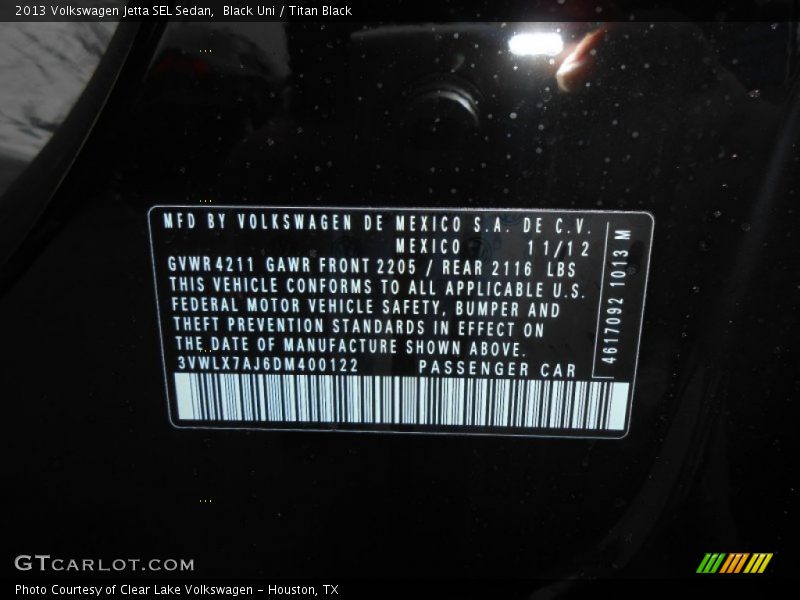 2013 Volkswagen Jetta SEL Sedan,  Black Uni / Titan Black
MFD BY VOLKSWAGEN DE MEXICO S.A. DE C.V.
MEXICO 11/12
GVWR 4211 GAWR FRONT 2205 / REAR 2116 LBS
THIS VEHICLE CONFORMS TO ALL APPLICABLE U.S.
FEDERAL MOTOR VEHICLE SAFETY, BUMPER AND
THEFT PREVENTION STANDARDS IN EFFECT ON
THE DATE OF MANUFACTURE SHOWN ABOVE.
3VWLX7AJ6DM400122 PASSENGER CAR
4617092 1013 M
GTCARLOT.COM
Photo Courtesy of Clear Lake Volkswagen - Houston, TX